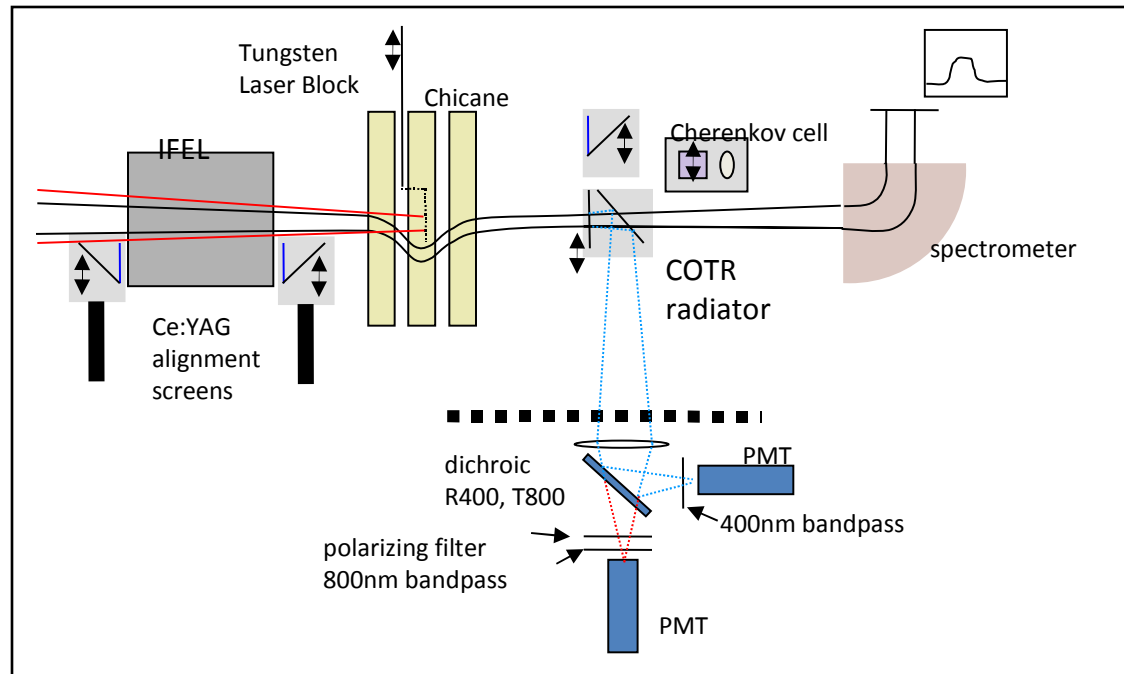 Tungsten
Laser Block
Chicane
IFEL
Cherenkov cell
spectrometer
COTR
radiator
Ce:YAG
alignment
screens
dichroic
R400, T800
PMT
400nm bandpass
polarizing filter
800nm bandpass
PMT